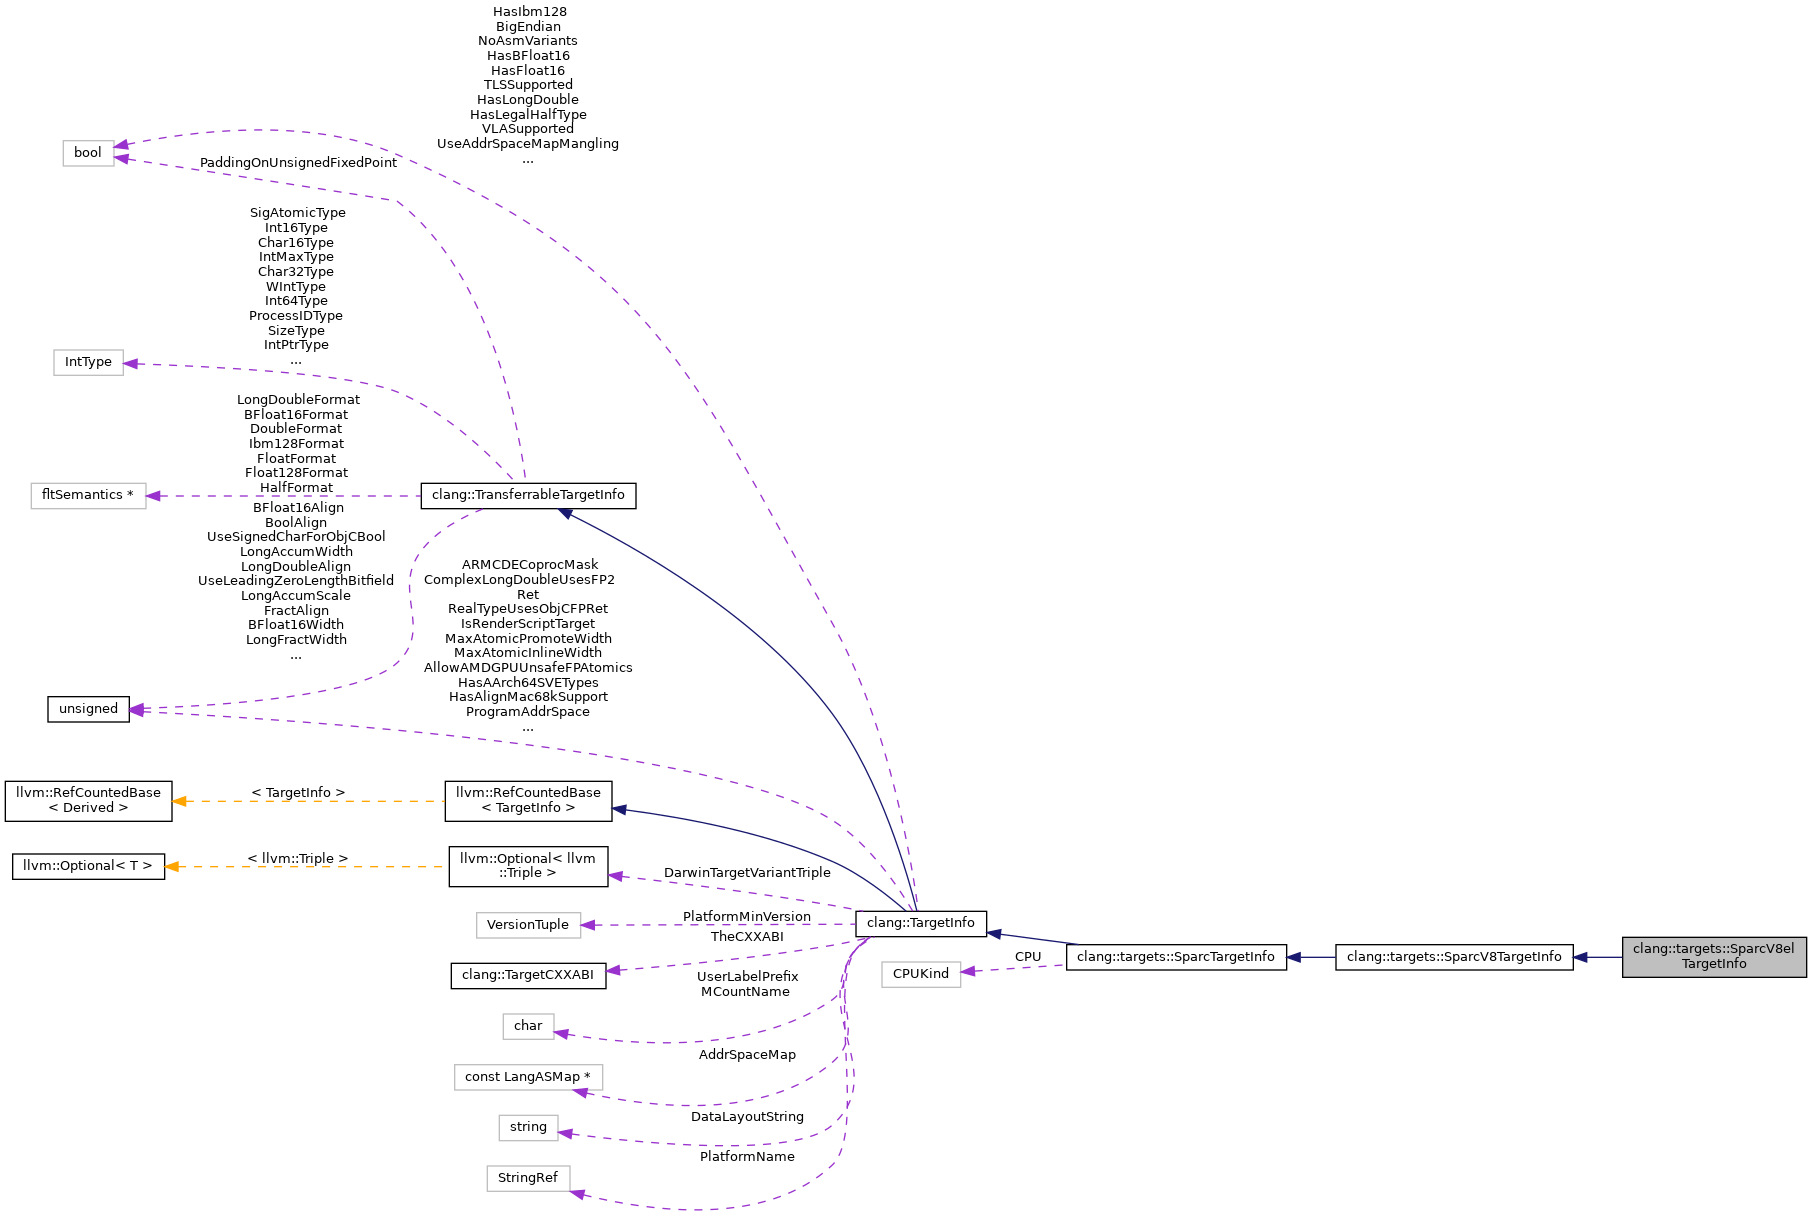 HasIbm128
BigEndian
NoAsmVariants
HasBFloat16
HasFloat16
TLSSupported
HasLongDouble
HasLegalHalfType
VLASupported
UseAddrSpaceMapMangling
...
bool
PaddingOnUnsignedFixedPoint
SigAtomicType
Int16Type
Char16Type
IntMaxType
Char32Type
WIntType
Int64Type
ProcessIDType
SizeType
IntPtrType
...
IntType
LongDoubleFormat
BFloat16Format
DoubleFormat
Ibm128Format
FloatFormat
Float128Format
HalfFormat
fltSemantics *
clang::TransferrableTargetInfo
BFloat16Align
BoolAlign
UseSignedCharForObjCBool
LongAccumWidth
LongDoubleAlign
UseLeadingZeroLengthBitfield
LongAccumScale
FractAlign
BFloat16Width
LongFractWidth
...
ARMCDECoprocMask
ComplexLongDoubleUsesFP2
Ret
RealTypeUsesObjCFPRet
IsRenderScriptTarget
MaxAtomicPromoteWidth
MaxAtomicInlineWidth
AllowAMDGPUUnsafeFPAtomics
HasAArch64SVETypes
HasAlignMac68kSupport
ProgramAddrSpace
...
unsigned
llvm::RefCountedBase
< Derived >
< TargetInfo >
llvm::RefCountedBase
< TargetInfo >
llvm::Optional< T >
< llvm::Triple >
llvm::Optional< llvm
::Triple >
DarwinTargetVariantTriple
VersionTuple
PlatformMinVersion
clang::TargetInfo
TheCXXABI
clang::TargetCXXABI
CPUKind
CPU
clang::targets::SparcTargetInfo
clang::targets::SparcV8TargetInfo
clang::targets::SparcV8el
TargetInfo
UserLabelPrefix
MCountName
char
AddrSpaceMap
const LangASMap *
DataLayoutString
string
PlatformName
StringRef